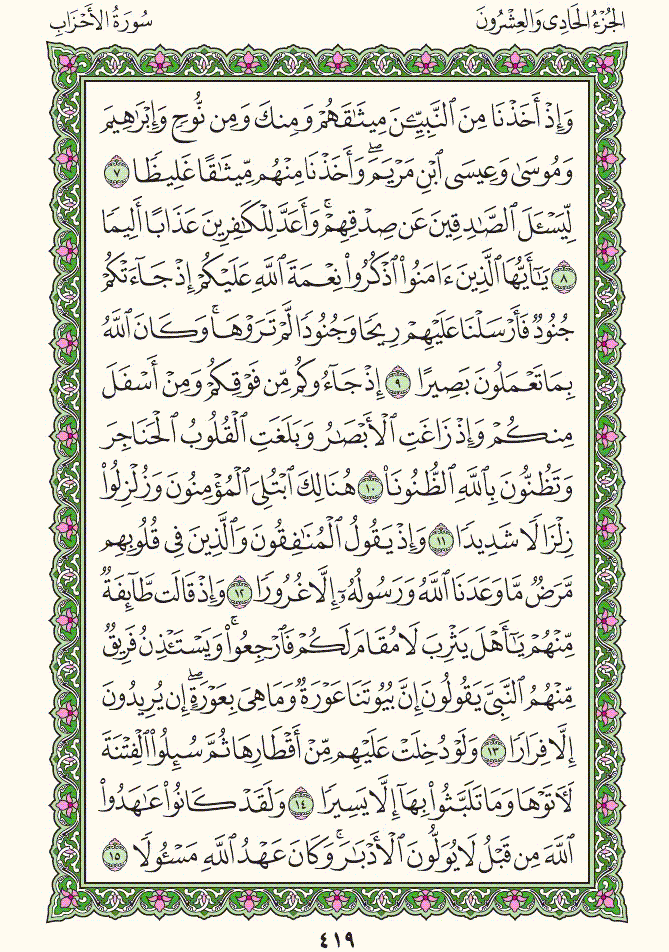 الجُزْءُ الحَادِى وَالعِشْرُونَ
سُورَةُ الأَحْزَابِ
وَإِذْ أَخَذْنَا مِنَ ٱلنَّبِيِّـۧنَ مِيثَٰقَهُمْ وَمِنكَ وَمِن نُّوحٍ وَإِبْرَٰهِيمَ
وَمُوسَىٰ وَعِيسَى ٱبْنِ مَرْيَمَۖ وَأَخَذْنَا مِنْهُم مِّيثَٰقًا غَلِيظًا ٧
لِّيَسْـَٔلَ ٱلصَّٰدِقِينَ عَن صِدْقِهِمْۚ وَأَعَدَّ لِلْكَٰفِرِينَ عَذَابًا أَلِيمًا
٨ يَٰٓأَيُّهَا ٱلَّذِينَ ءَامَنُوا۟ ٱذْكُرُوا۟ نِعْمَةَ ٱللَّهِ عَلَيْكُمْ إِذْ جَآءَتْكُمْ
جُنُودٌ فَأَرْسَلْنَا عَلَيْهِمْ رِيحًا وَجُنُودًا لَّمْ تَرَوْهَاۚ وَكَانَ ٱللَّهُ
بِمَا تَعْمَلُونَ بَصِيرًا ٩ إِذْ جَآءُوكُم مِّن فَوْقِكُمْ وَمِنْ أَسْفَلَ
مِنكُمْ وَإِذْ زَاغَتِ ٱلْأَبْصَٰرُ وَبَلَغَتِ ٱلْقُلُوبُ ٱلْحَنَاجِرَ
وَتَظُنُّونَ بِٱللَّهِ ٱلظُّنُونَا۠ ١٠ هُنَالِكَ ٱبْتُلِىَ ٱلْمُؤْمِنُونَ وَزُلْزِلُوا۟
زِلْزَالًا شَدِيدًا ١١ وَإِذْ يَقُولُ ٱلْمُنَٰفِقُونَ وَٱلَّذِينَ فِى قُلُوبِهِم
مَّرَضٌ مَّا وَعَدَنَا ٱللَّهُ وَرَسُولُهُۥٓ إِلَّا غُرُورًا ١٢ وَإِذْ قَالَت طَّآئِفَةٌ
مِّنْهُمْ يَٰٓأَهْلَ يَثْرِبَ لَا مُقَامَ لَكُمْ فَٱرْجِعُوا۟ۚ وَيَسْتَـْٔذِنُ فَرِيقٌ
مِّنْهُمُ ٱلنَّبِىَّ يَقُولُونَ إِنَّ بُيُوتَنَا عَوْرَةٌ وَمَا هِىَ بِعَوْرَةٍۖ إِن يُرِيدُونَ
إِلَّا فِرَارًا ١٣ وَلَوْ دُخِلَتْ عَلَيْهِم مِّنْ أَقْطَارِهَا ثُمَّ سُئِلُوا۟ ٱلْفِتْنَةَ
لَءَاتَوْهَا وَمَا تَلَبَّثُوا۟ بِهَآ إِلَّا يَسِيرًا ١٤ وَلَقَدْ كَانُوا۟ عَٰهَدُوا۟
ٱللَّهَ مِن قَبْلُ لَا يُوَلُّونَ ٱلْأَدْبَٰرَۚ وَكَانَ عَهْدُ ٱللَّهِ مَسْـُٔولًا ١٥
٤١٩